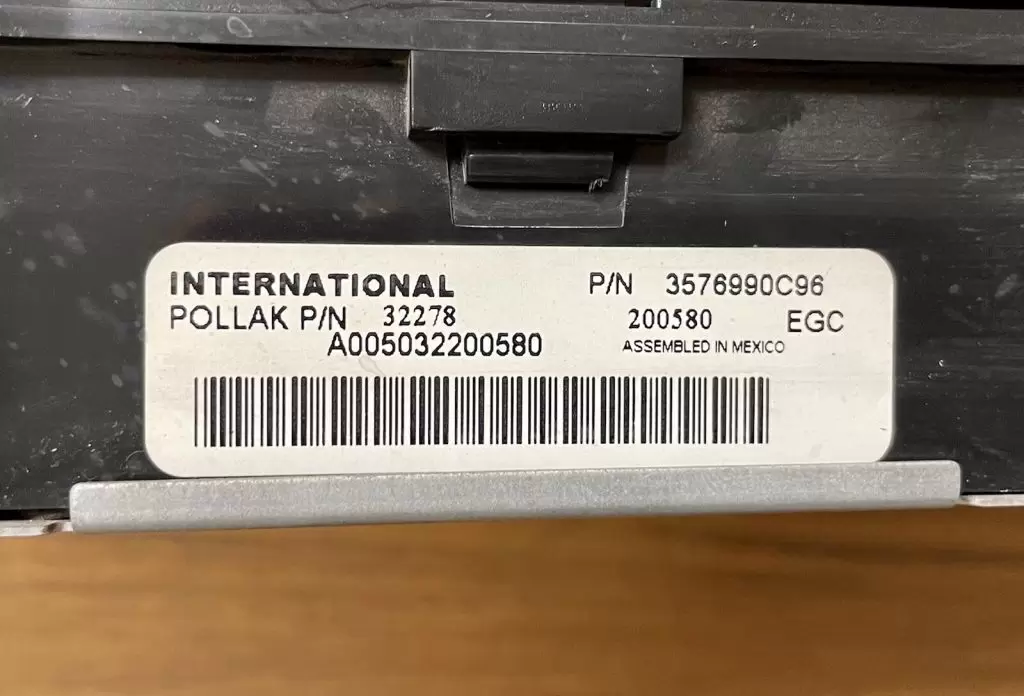 INTERNATIONAL P/N 3576990C96
POLLAK P/N 32278 200580 EGC
A005032200580 ASSEMBLED IN MEXICO